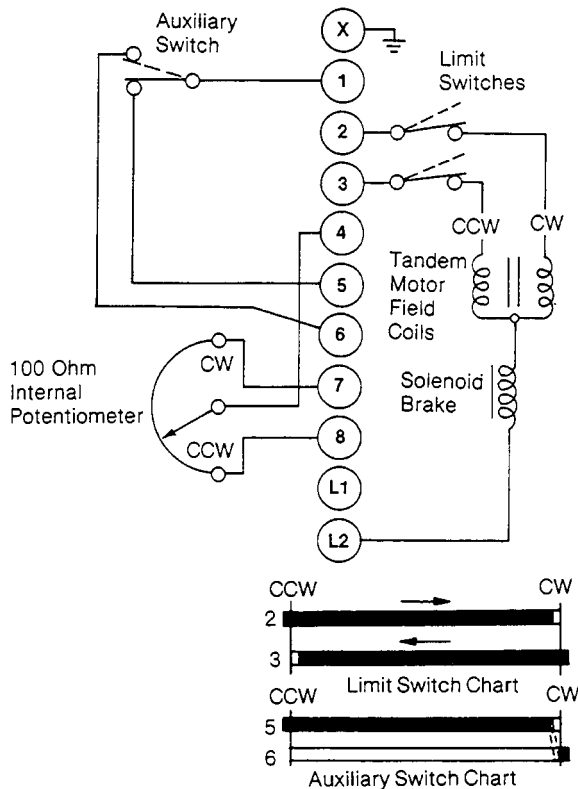 Auxiliary
Switch
X
1
Limit
Switches
2
3
CCW
CW
4
Tandem
Motor
Field
Coils
5
6
CW
100 Ohm
Internal
Potentiometer
7
Solenoid
Brake
CCW
8
L1
L2
CCW
CW
2
3
Limit Switch Chart
CCW
CW
5
6
Auxiliary Switch Chart